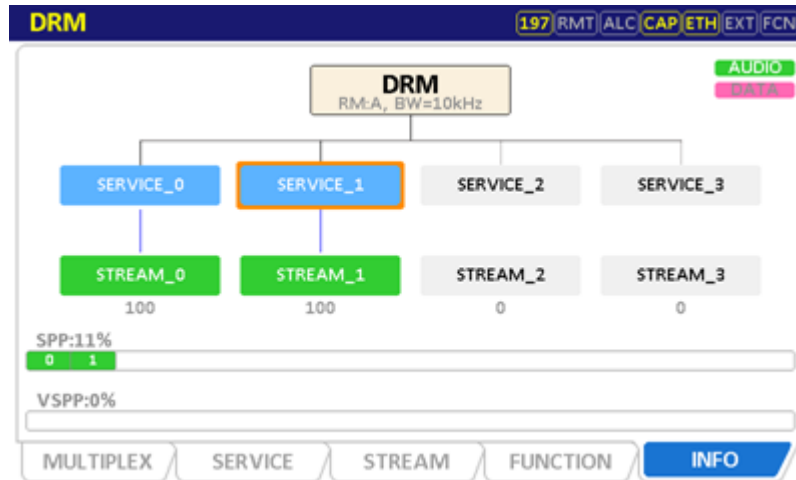 DRM 197 RMT ALC CAP ETH EXT FCN
AUDIO
DATA
DRM
RM:A, BW=10kHz
SERVICE_0 SERVICE_1 SERVICE_2 SERVICE_3
STREAM_0 STREAM_1 STREAM_2 STREAM_3
100 100 0 0
SPP:11%
0 1
VSPP:0%
MULTIPLEX SERVICE STREAM FUNCTION INFO